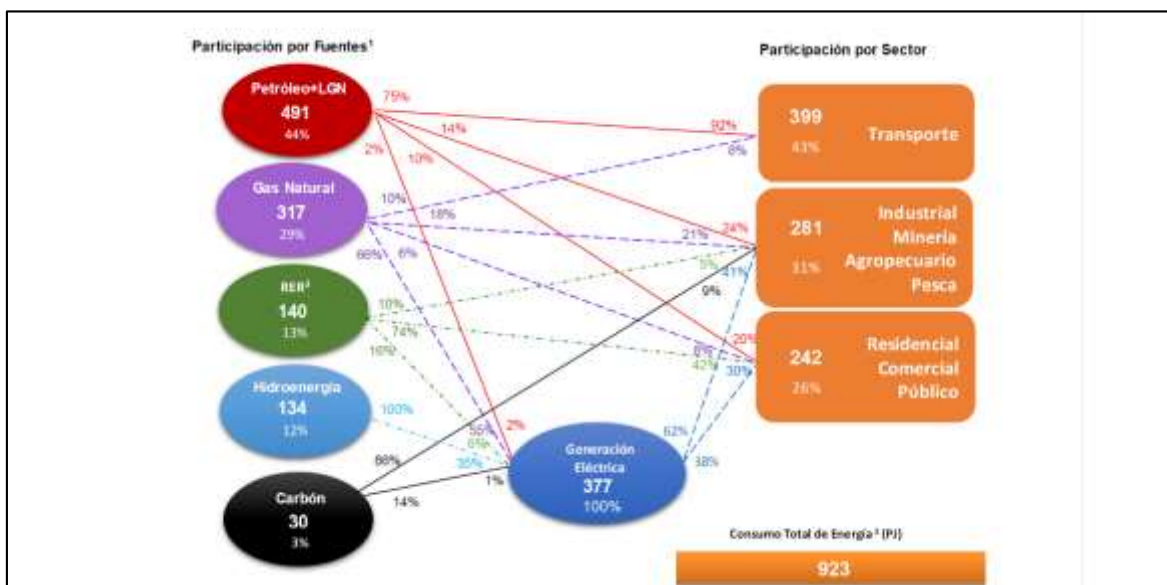 Participación por Fuentes¹
Participación por Sector
Petróleo+LGN
491
44%
75%
14%
2%
10%
92%
8%
399
43%
Transporte
Gas Natural
317
29%
10%
18%
66%
6%
24%
21%
5%
41%
9%
281
31%
Industrial
Minería
Agropecuario
Pesca
RER²
140
13%
10%
74%
16%
20%
8%
42%
30%
242
26%
Residencial
Comercial
Público
Hidroenergía
134
12%
100%
86%
55%
6%
35%
1%
2%
62%
38%
Generación
Eléctrica
377
100%
Carbón
30
3%
14%
Consumo Total de Energía ³ (PJ)
923